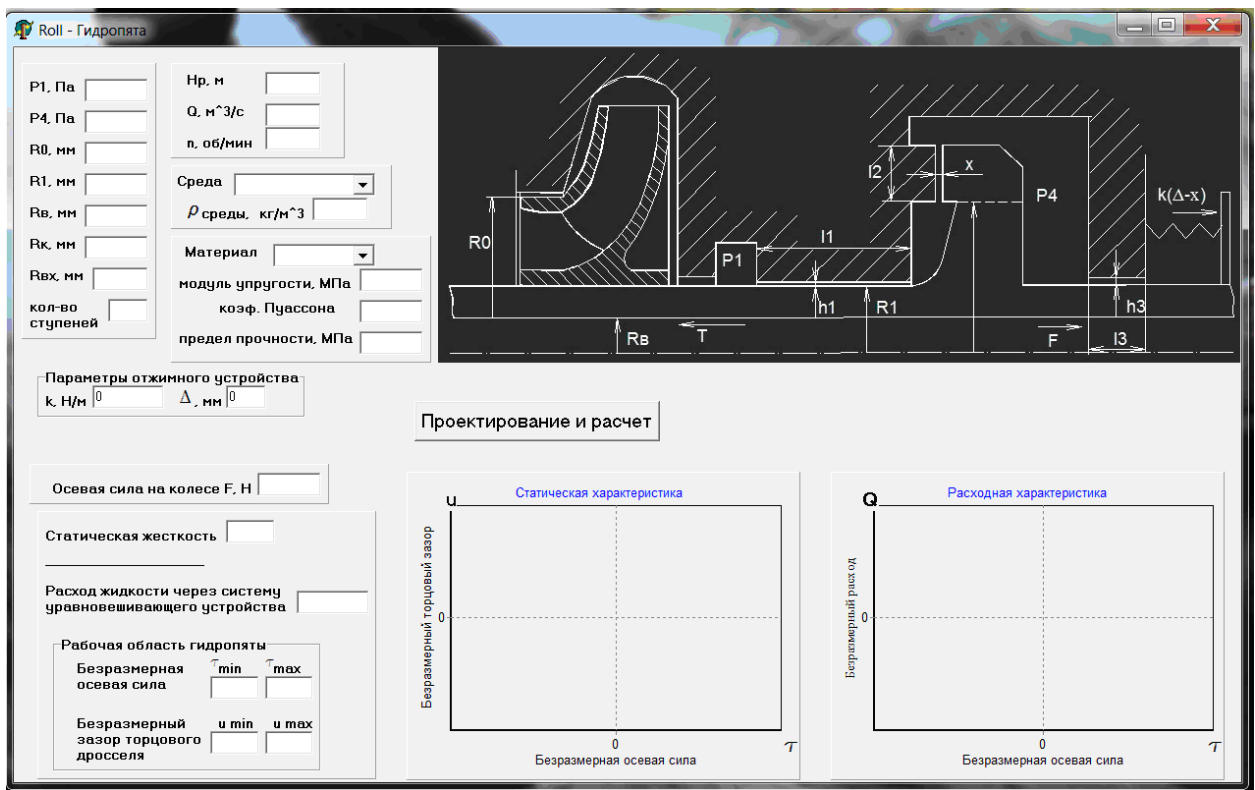 Roll - Гидропята
P1, Па
P4, Па
R0, мм
R1, мм
Rв, мм
Rк, мм
Rвх, мм
кол-во
ступеней
Hp, м
Q, м^3/с
n, об/мин
Среда
ρ среды, кг/м^3
Материал
модуль упругости, МПа
коэф. Пуассона
предел прочности, МПа
R0
P1
l1
h1
R1
l2
x
P4
k(Δ-x)
h3
Rв
T
F
l3
Параметры отжимного устройства
k, Н/м 0 Δ, мм 0
Проектирование и расчет
Осевая сила на колесе F, Н
Статическая жесткость
Расход жидкости через систему
уравновешивающего устройства
Рабочая область гидропяты
Безразмерная
осевая сила
τmin τmax
Безразмерный
зазор торцового
дросселя
u min u max
u
Статическая характеристика
Безразмерный торцовый зазор
0
0
τ
Безразмерная осевая сила
Q
Расходная характеристика
Безразмерный расход
0
0
τ
Безразмерная осевая сила